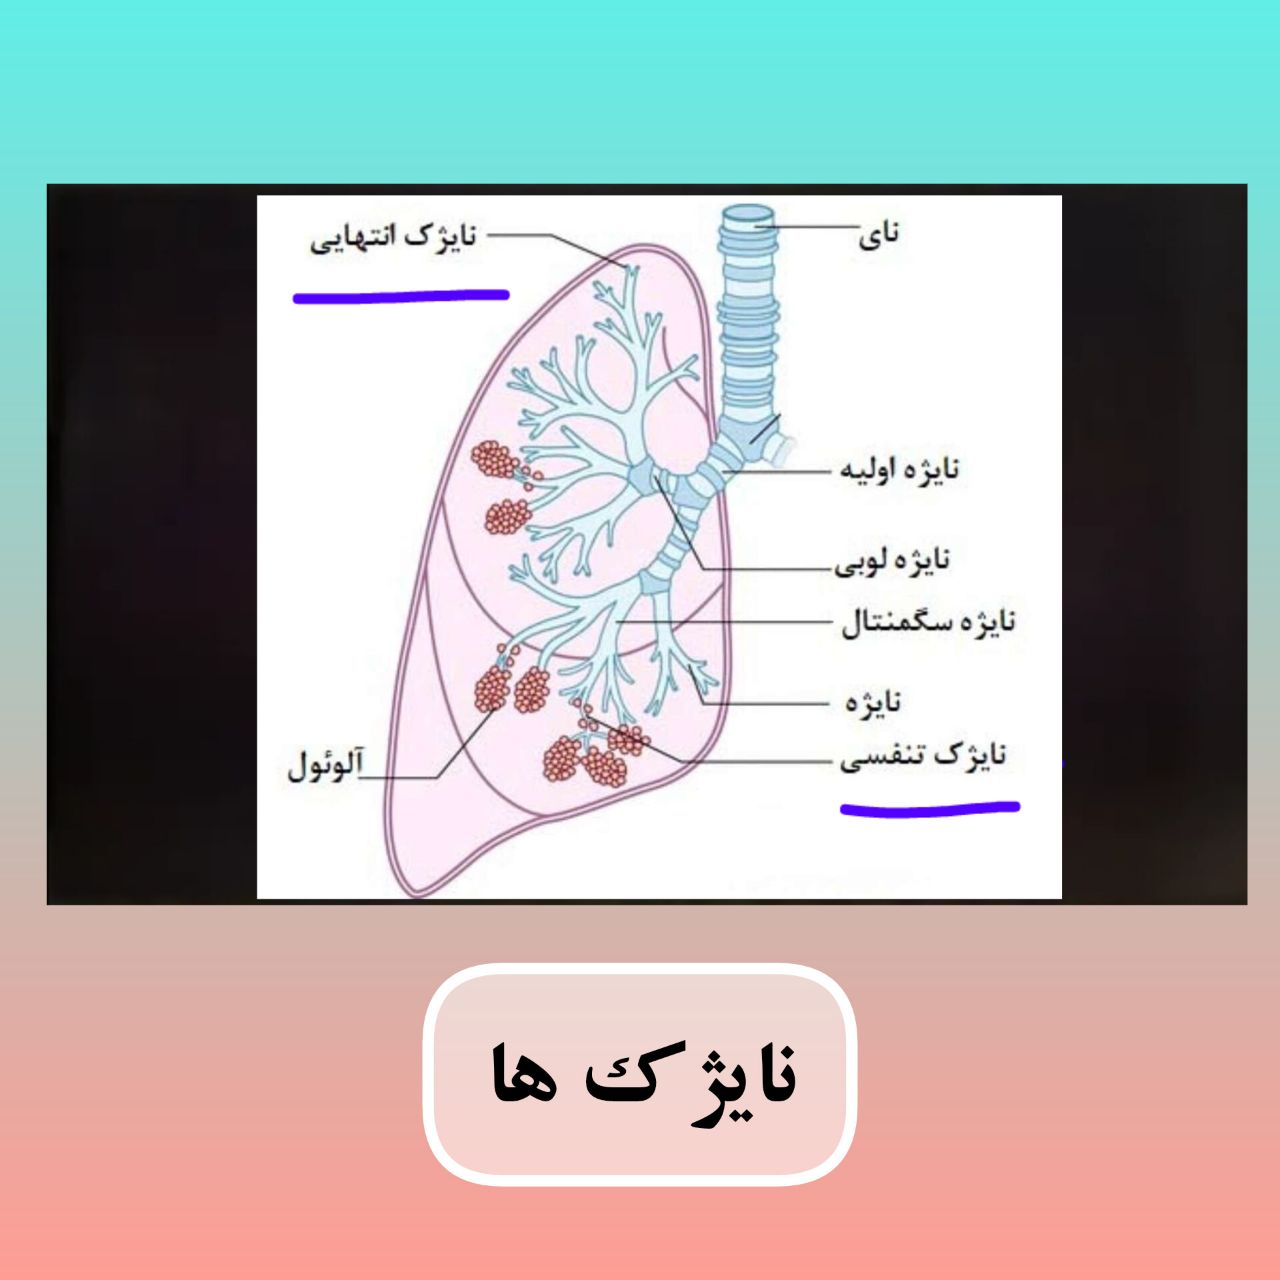 نای
نایژک انتهایی
نایژه اولیه
نایژه لوبی
نایژه سگمنتال
نایژه
نایژک تنفسی
آلوئول
نایژک ها